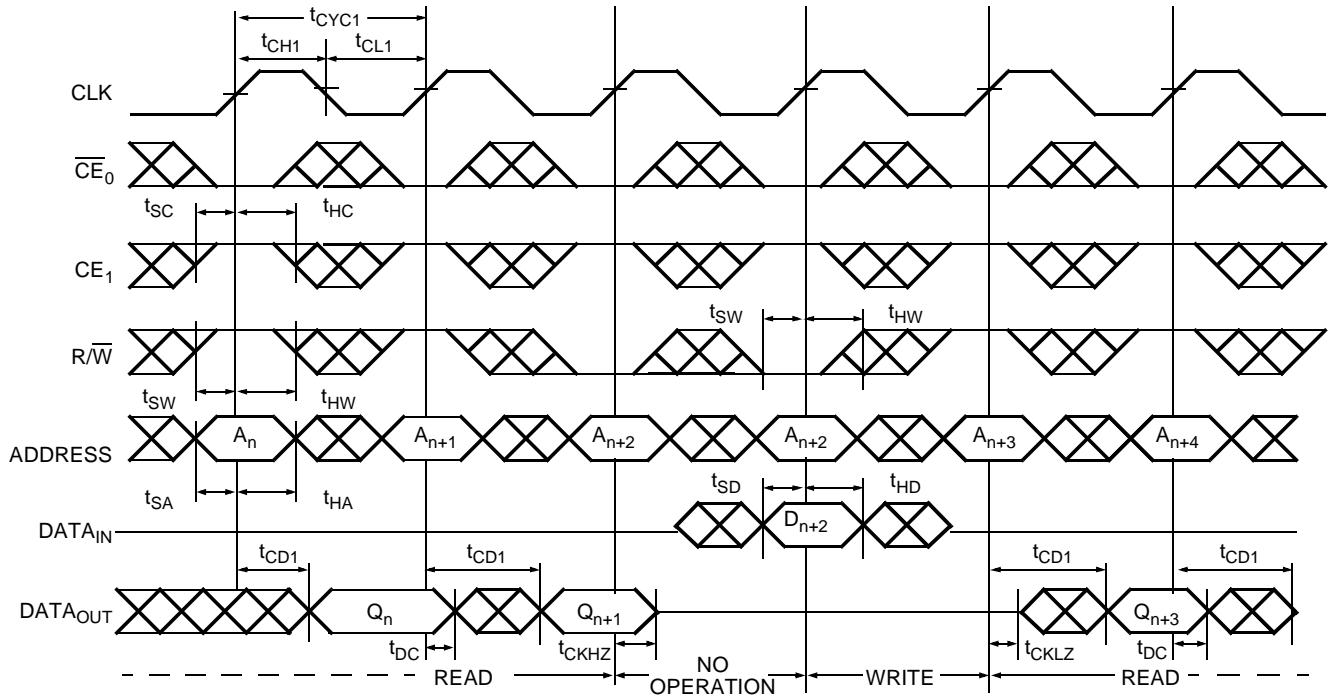 tCYC1
tCH1 tCL1
CLK
CE0
tSC tHC
CE1
tSW tHW
R/W
tSW tHW
An An+1 An+2 An+2 An+3 An+4
ADDRESS
tSA tHA tSD tHD
DATAIN Dn+2
tCD1 tCD1 tCD1 tCD1
DATAOUT Qn Qn+1 Qn+3
tDC tCKHZ tCKLZ tDC
READ NO OPERATION WRITE READ